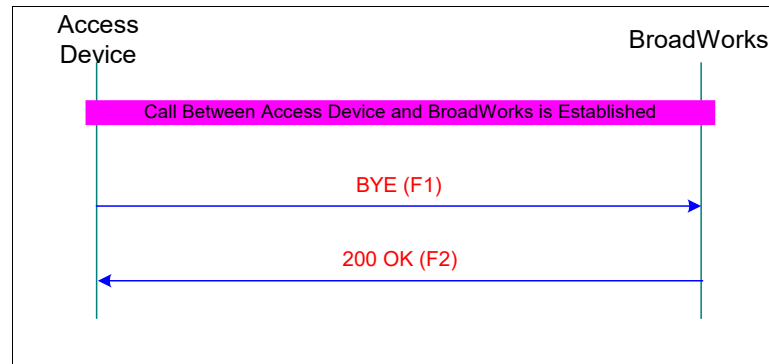 Access
Device
BroadWorks
Call Between Access Device and BroadWorks is Established
BYE (F1)
200 OK (F2)